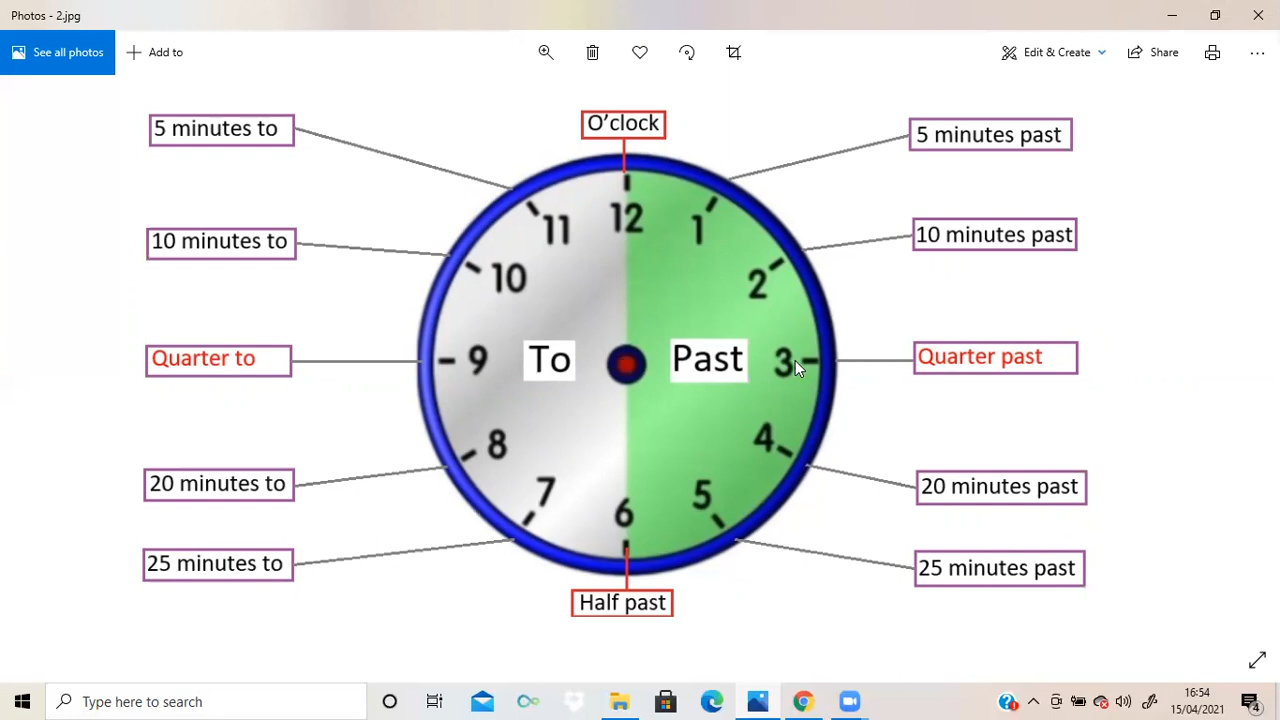 Photos - 2.jpg
See all photos
Add to
Edit & Create
Share
O'clock
5 minutes to
5 minutes past
10 minutes to
10 minutes past
Quarter to
Quarter past
20 minutes to
20 minutes past
25 minutes to
25 minutes past
Half past
12
1
2
3
4
5
6
7
8
9
10
11
To
Past
Type here to search
16:54
15/04/2021
4